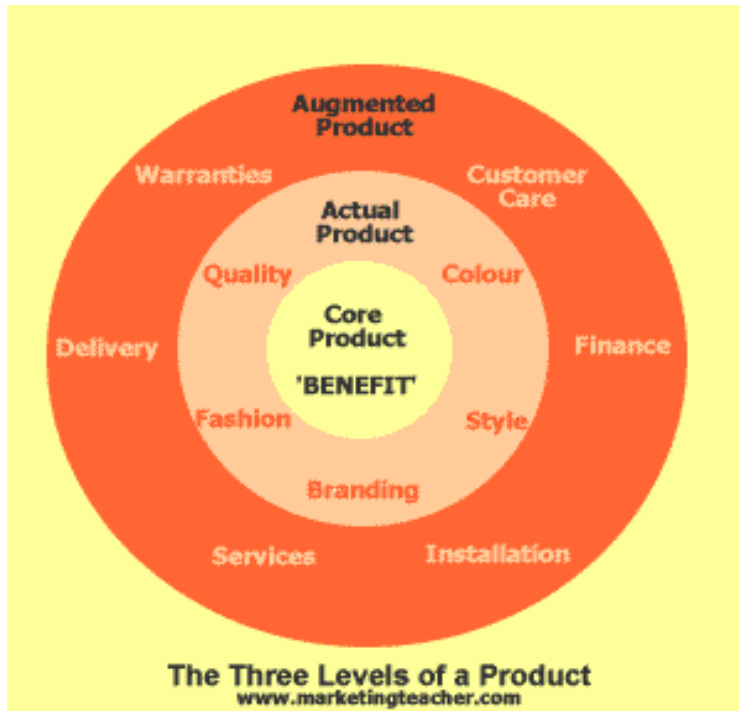 Augmented
Product
Warranties
Customer
Care
Actual
Product
Quality
Colour
Core
Product
Delivery
Finance
'BENEFIT'
Fashion
Style
Branding
Services
Installation
The Three Levels of a Product
www.marketingteacher.com